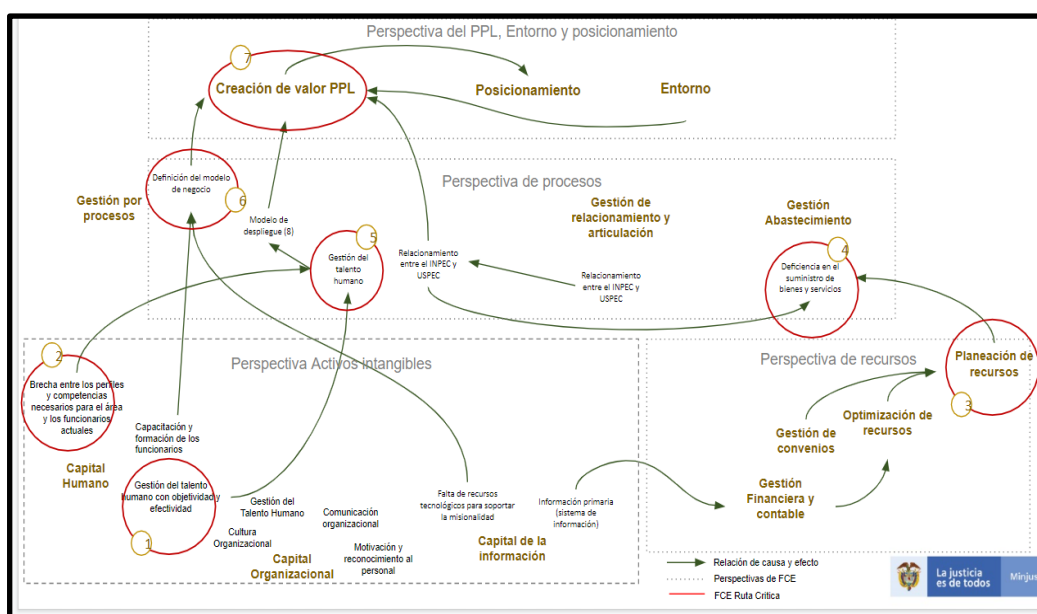 Perspectiva del PPL, Entorno y posicionamiento
7
Creación de valor PPL
Posicionamiento
Entorno
Perspectiva de procesos
Definición del modelo
de negocio
6
Gestión por
procesos
Modelo de
despliegue (8)
5
Gestión del
talento
humano
Relacionamiento
entre el INPEC y
USPEC
Gestión de
relacionamiento y
articulación
Relacionamiento
entre el INPEC y
USPEC
Gestión
Abastecimiento
4
Deficiencia en el
suministro de
bienes y servicios
Perspectiva Activos intangibles
2
Brecha entre los perfiles
y competencias
necesarios para el área
y los funcionarios
actuales
Capital
Humano
Capacitación y
formación de los
funcionarios
Gestión del talento
humano con objetividad y
efectividad
1
Gestión del
Talento Humano
Cultura
Organizacional
Comunicación
organizacional
Capital
Organizacional
Motivación y
reconocimiento al
personal
Falta de recursos
tecnológicos para soportar
la misionalidad
Información primaria
(sistema de
información)
Capital de la
información
Perspectiva de recursos
Planeación de
recursos
3
Optimización de
recursos
Gestión de
convenios
Gestión
Financiera y
contable
Relación de causa y efecto
Perspectivas de FCE
FCE Ruta Critica
La justicia
es de todos
Minjus